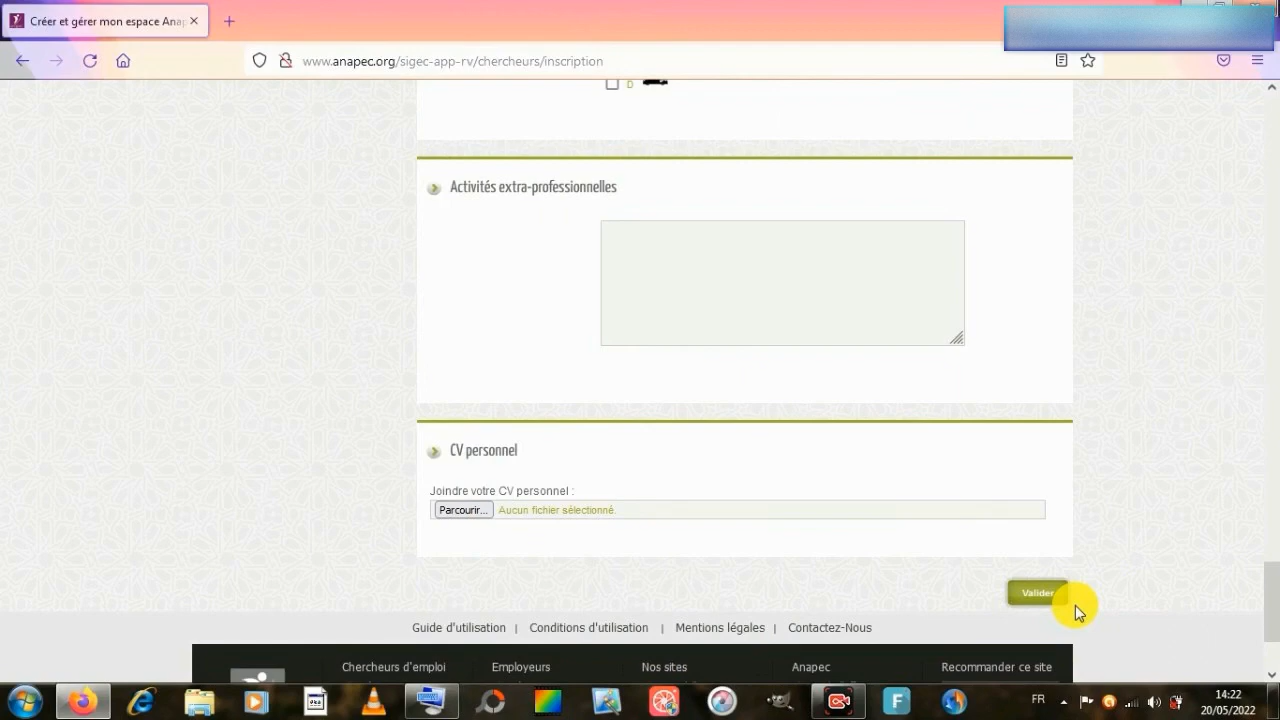 Créer et gérer mon espace Anap
www.anapec.org/sigec-app-rv/chercheurs/inscription
D
Activités extra-professionnelles
CV personnel
Joindre votre CV personnel :
Parcourir... Aucun fichier sélectionné.
Valider
Guide d'utilisation | Conditions d'utilisation | Mentions légales | Contactez-Nous
Chercheurs d'emploi Employeurs Nos sites Anapec Recommander ce site
FR
14:22
20/05/2022